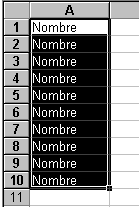 A
1 Nombre
2 Nombre
3 Nombre
4 Nombre
5 Nombre
6 Nombre
7 Nombre
8 Nombre
9 Nombre
10 Nombre
11